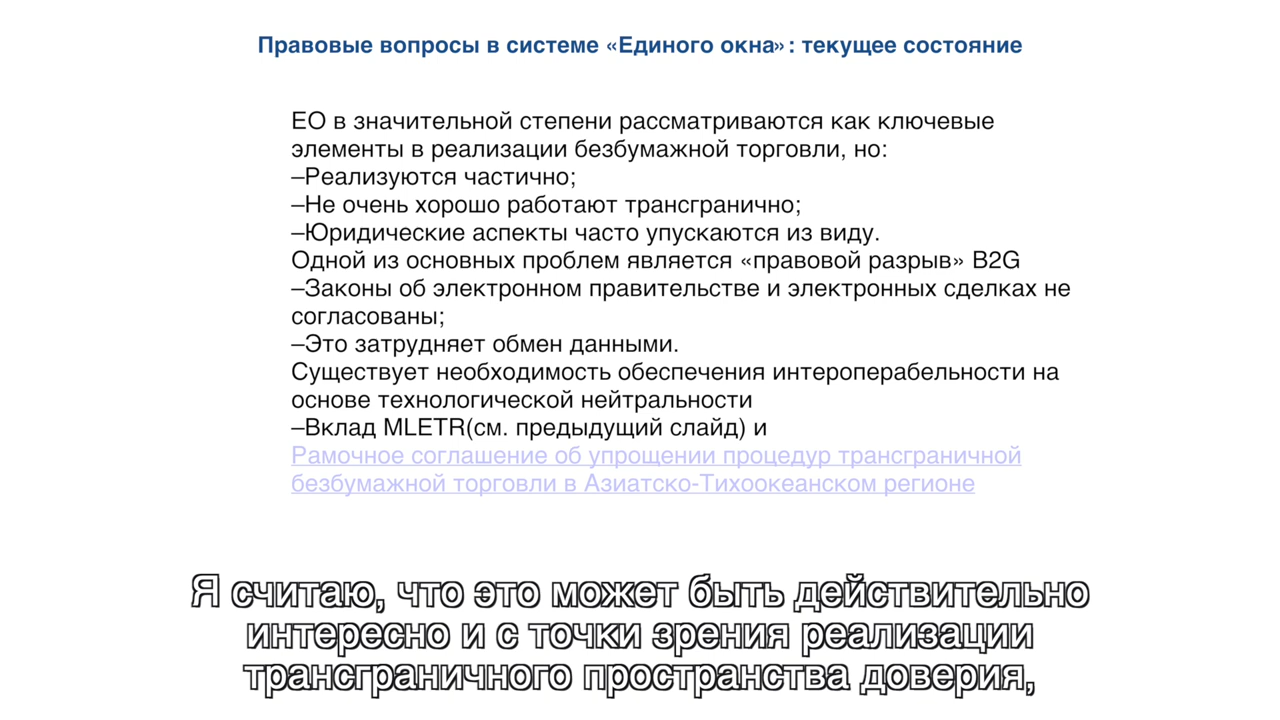 Правовые вопросы в системе «Единого окна»: текущее состояние
ЕО в значительной степени рассматриваются как ключевые
элементы в реализации безбумажной торговли, но:
–Реализуются частично;
–Не очень хорошо работают трансгранично;
–Юридические аспекты часто упускаются из виду.
Одной из основных проблем является «правовой разрыв» B2G
–Законы об электронном правительстве и электронных сделках не
согласованы;
–Это затрудняет обмен данными.
Существует необходимость обеспечения интероперабельности на
основе технологической нейтральности
–Вклад MLETR(см. предыдущий слайд) и
Рамочное соглашение об упрощении процедур трансграничной
безбумажной торговли в Азиатско-Тихоокеанском регионе
Я считаю, что это может быть действительно
интересно и с точки зрения реализации
трансграничного пространства доверия,